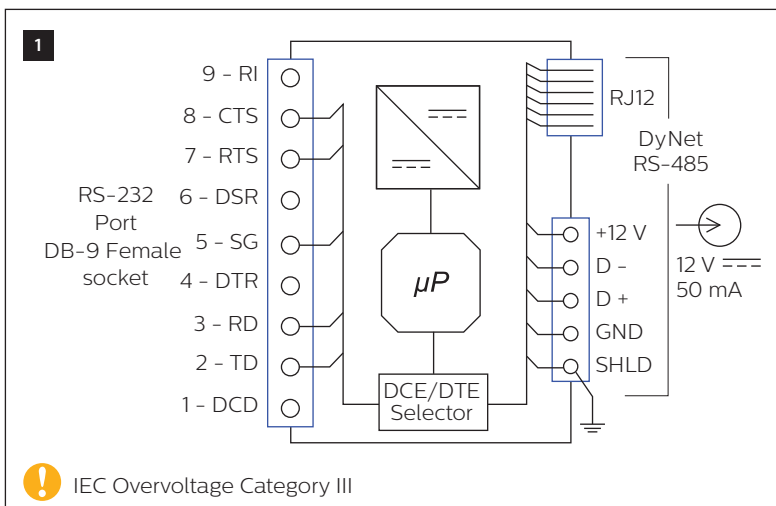 1
9 - RI
8 - CTS
7 - RTS
6 - DSR
5 - SG
4 - DTR
3 - RD
2 - TD
1 - DCD
RS-232
Port
DB-9 Female
socket
µP
DCE/DTE
Selector
RJ12
DyNet
RS-485
+12 V
D -
D +
GND
SHLD
12 V
50 mA
! IEC Overvoltage Category III